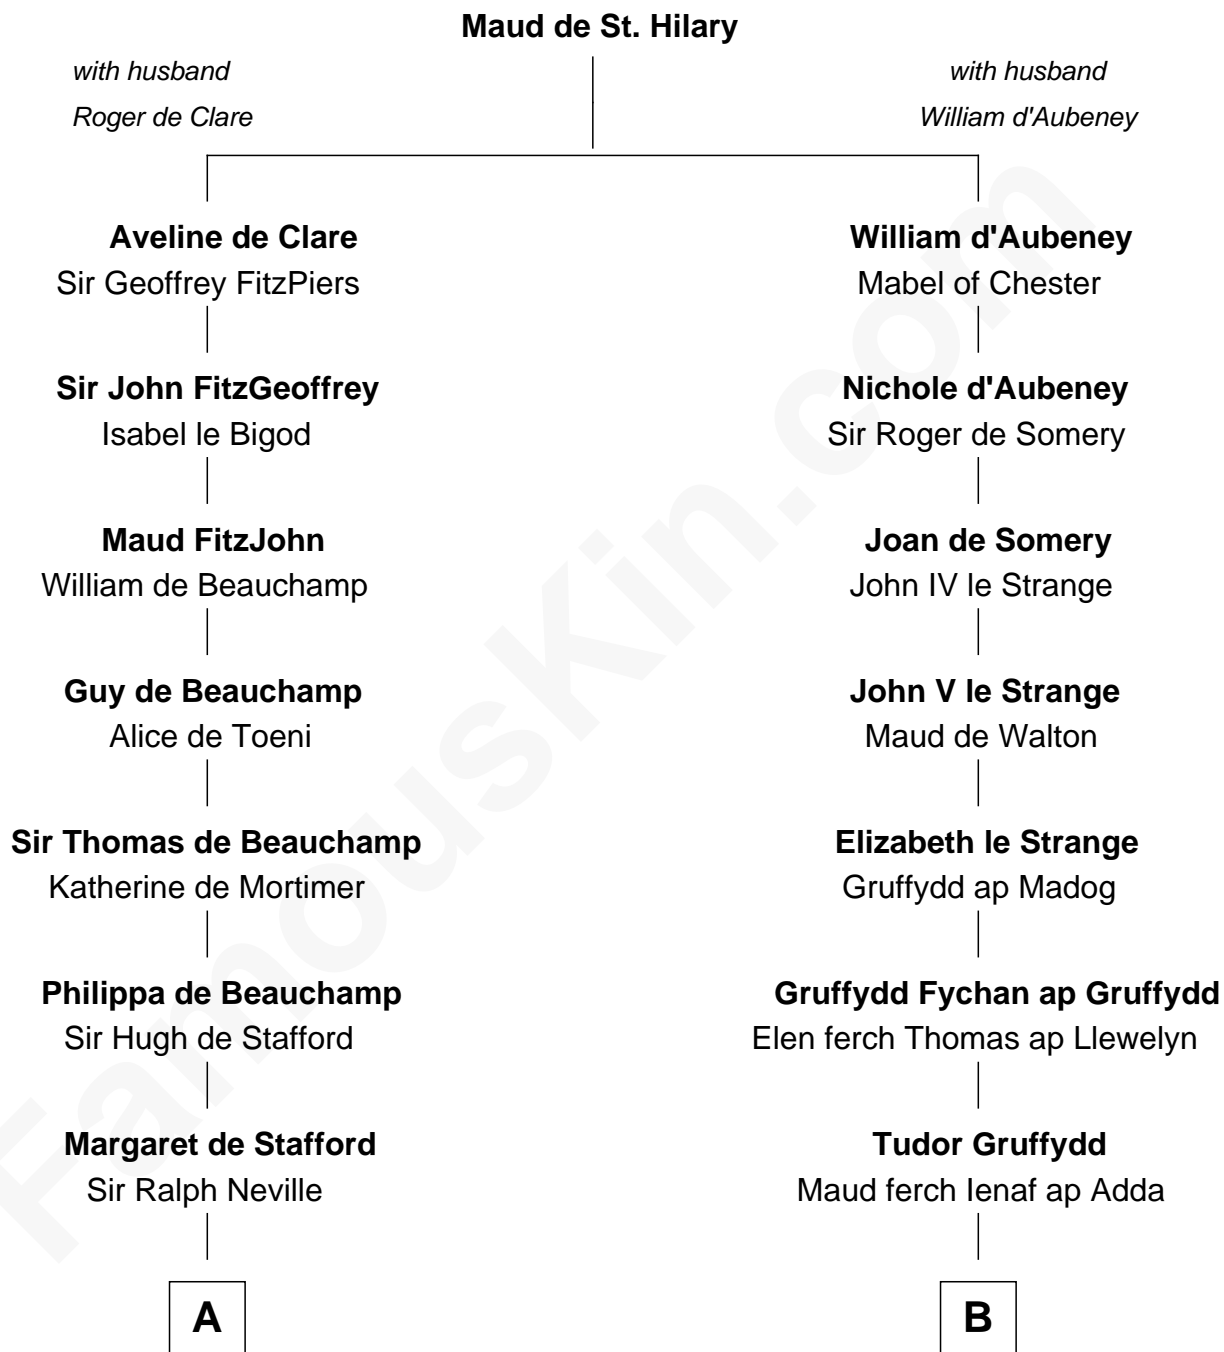 Maud de St. Hilary
with husband
Roger de Clare
with husband
William d'Aubeney
Aveline de Clare
Sir Geoffrey FitzPiers
William d'Aubeney
Mabel of Chester
Sir John FitzGeoffrey
Isabel le Bigod
Nichole d'Aubeney
Sir Roger de Somery
Maud FitzJohn
William de Beauchamp
Joan de Somery
John IV le Strange
Guy de Beauchamp
Alice de Toeni
John V le Strange
Maud de Walton
Sir Thomas de Beauchamp
Katherine de Mortimer
Elizabeth le Strange
Gruffydd ap Madog
Philippa de Beauchamp
Sir Hugh de Stafford
Gruffydd Fychan ap Gruffydd
Elen ferch Thomas ap Llewelyn
Margaret de Stafford
Sir Ralph Neville
Tudor Gruffydd
Maud ferch Ienaf ap Adda
A
B
FamousKin.com